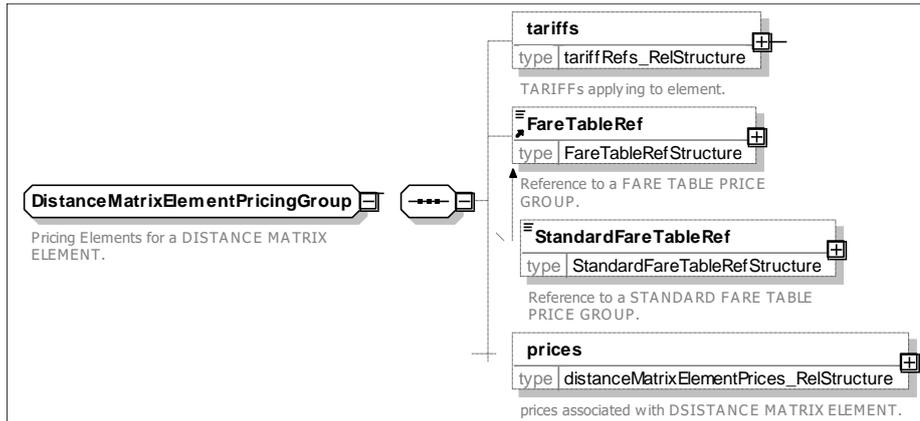 tariffs
type tariffRefs_RelStructure
TARIFFs applying to element.
FareTableRef
type FareTableRefStructure
Reference to a FARE TABLE PRICE
GROUP.
DistanceMatrixElementPricingGroup
Pricing Elements for a DISTANCE MATRIX
ELEMENT.
StandardFareTableRef
type StandardFareTableRefStructure
Reference to a STANDARD FARE TABLE
PRICE GROUP.
prices
type distanceMatrixElementPrices_RelStructure
prices associated with DSISTANCE MATRIX ELEMENT.